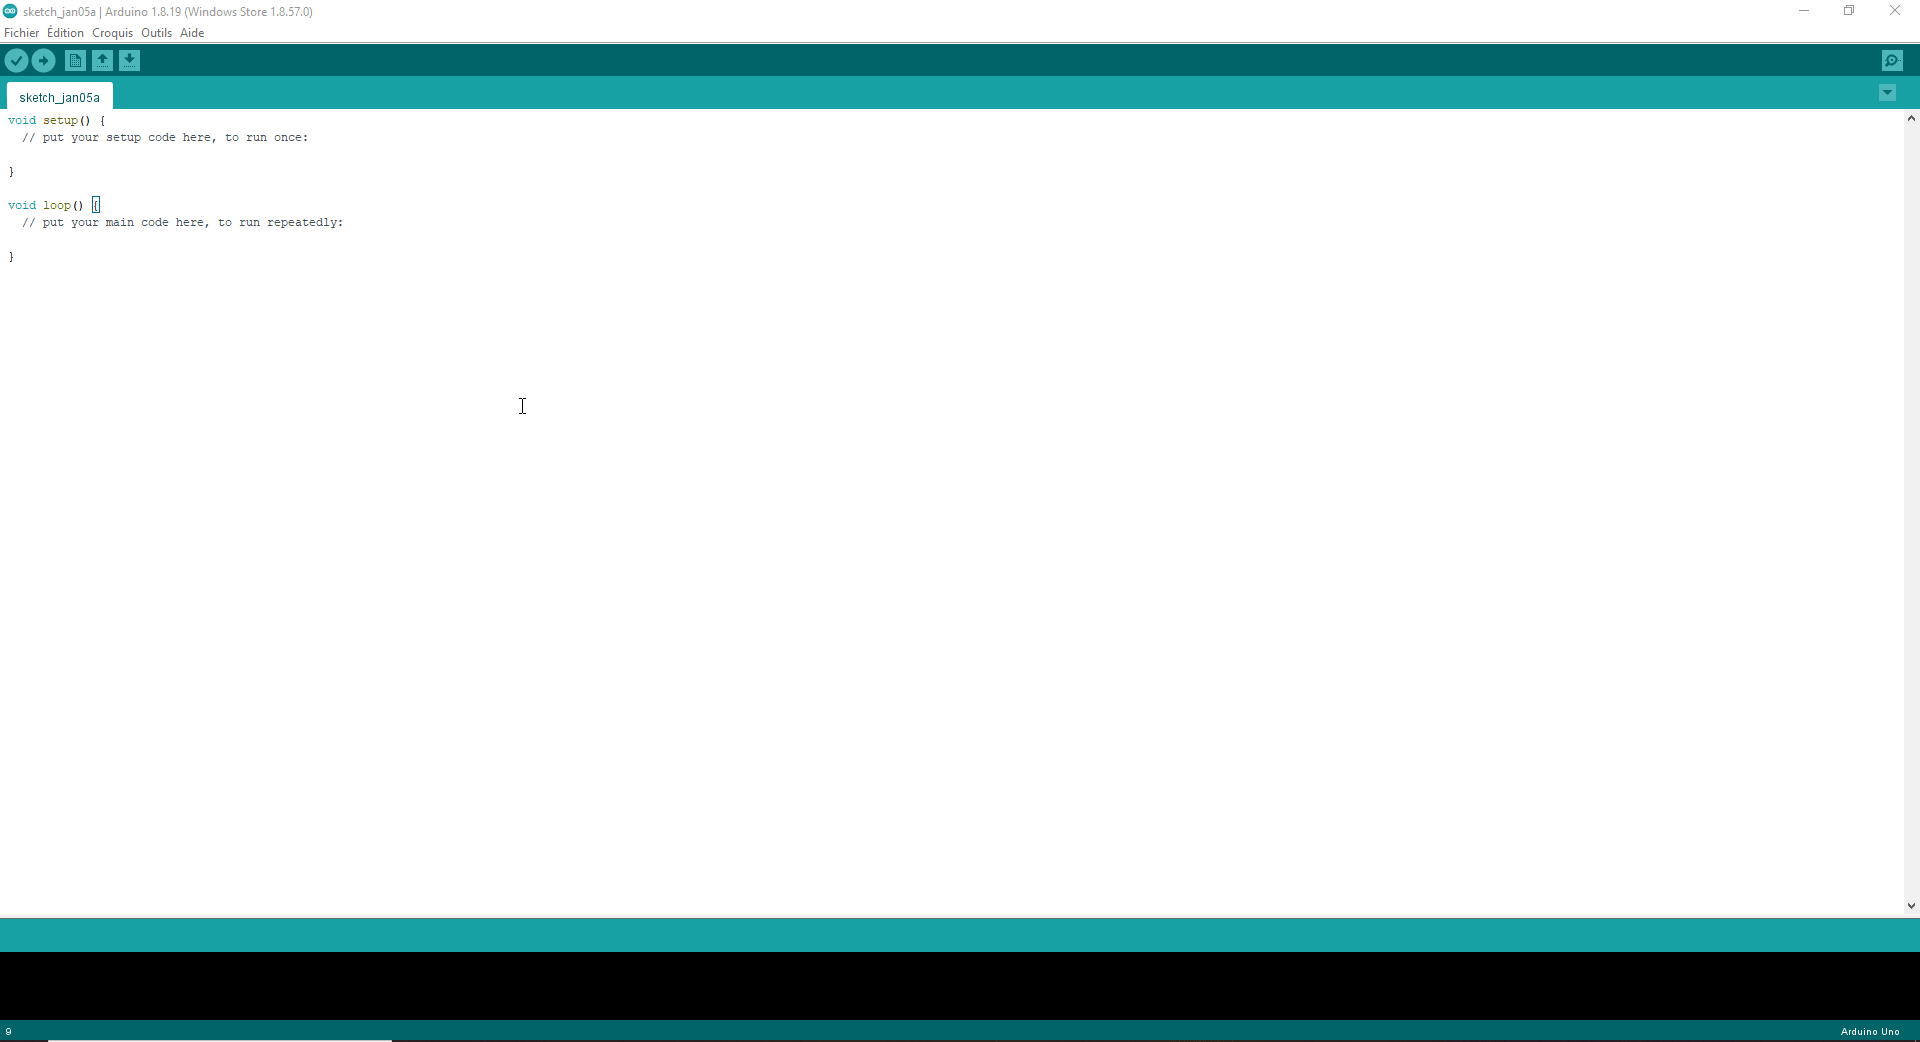 sketch_jan05a | Arduino 1.8.19 (Windows Store 1.8.57.0)
Fichier Édition Croquis Outils Aide
sketch_jan05a
void setup() {
  // put your setup code here, to run once:
}
void loop() {
  // put your main code here, to run repeatedly:
}
9
Arduino Uno